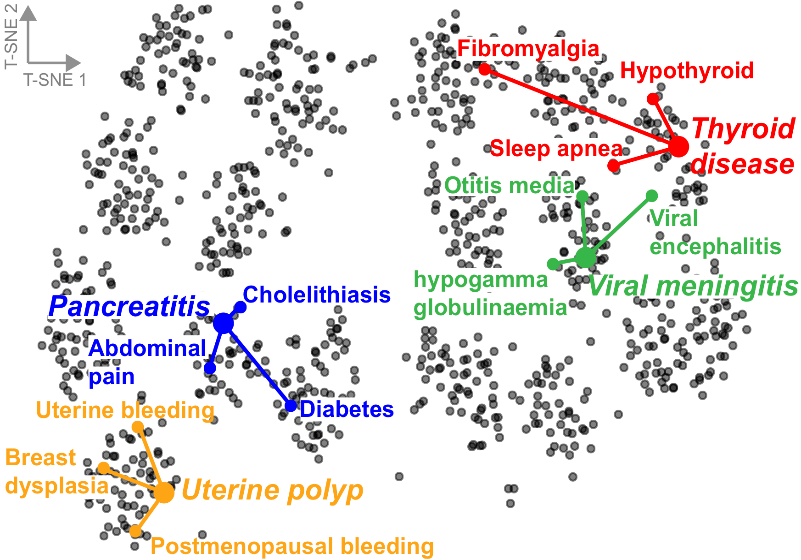 T-SNE 2
T-SNE 1
Fibromyalgia
Hypothyroid
Thyroid
disease
Sleep apnea
Otitis media
Viral
encephalitis
hypogamma
globulinaemia
Viral meningitis
Pancreatitis
Cholelithiasis
Abdominal
pain
Diabetes
Uterine bleeding
Breast
dysplasia
Uterine polyp
Postmenopausal bleeding